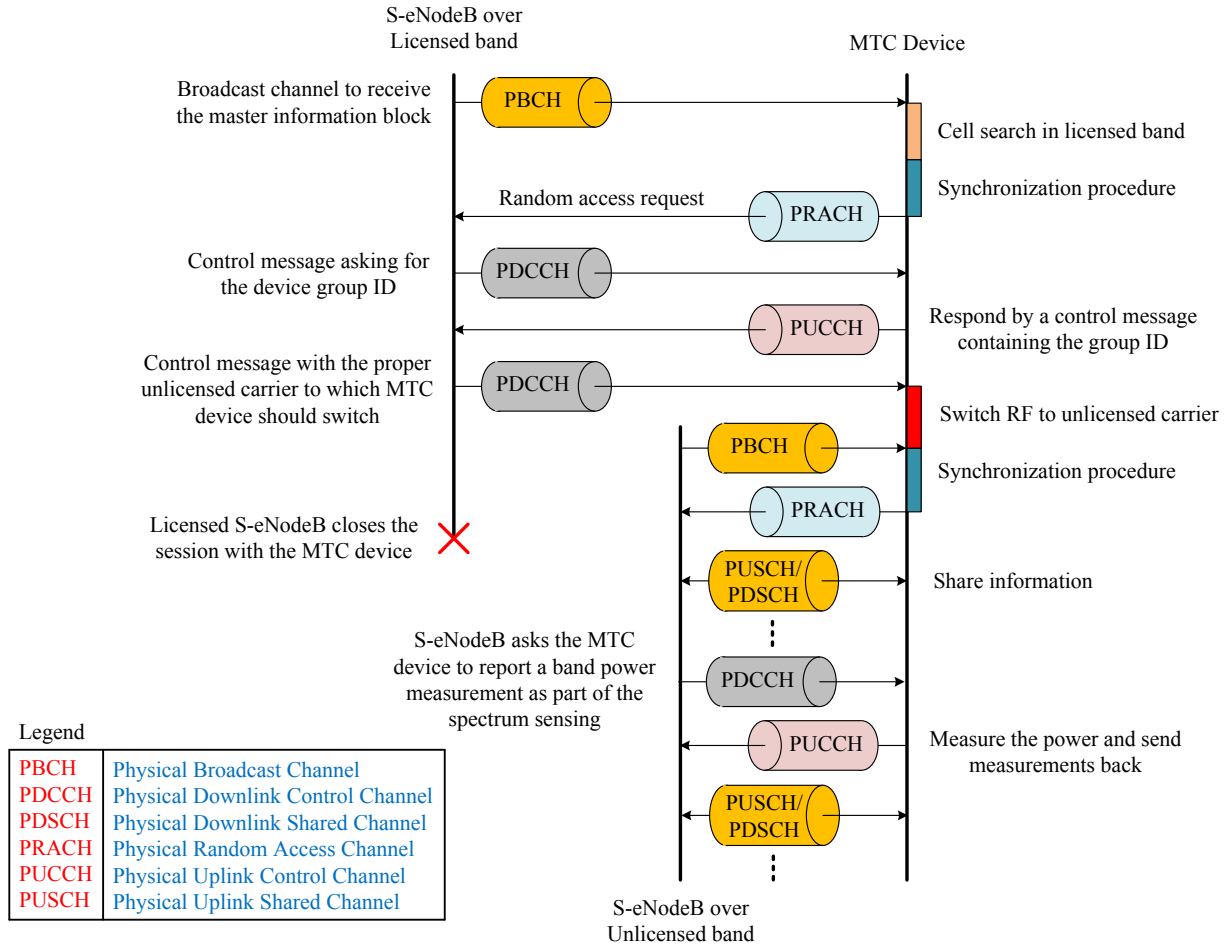 S-eNodeB over
Licensed band
MTC Device
Broadcast channel to receive
the master information block
PBCH
Cell search in licensed band
Synchronization procedure
Random access request
PRACH
Control message asking for
the device group ID
PDCCH
PUCCH
Respond by a control message
containing the group ID
Control message with the proper
unlicensed carrier to which MTC
device should switch
PDCCH
Switch RF to unlicensed carrier
PBCH
Synchronization procedure
PRACH
Licensed S-eNodeB closes the
session with the MTC device
PUSCH/
PDSCH
Share information
S-eNodeB asks the MTC
device to report a band power
measurement as part of the
spectrum sensing
PDCCH
PUCCH
Measure the power and send
measurements back
PUSCH/
PDSCH
S-eNodeB over
Unlicensed band
Legend
PBCH Physical Broadcast Channel
PDCCH Physical Downlink Control Channel
PDSCH Physical Downlink Shared Channel
PRACH Physical Random Access Channel
PUCCH Physical Uplink Control Channel
PUSCH Physical Uplink Shared Channel